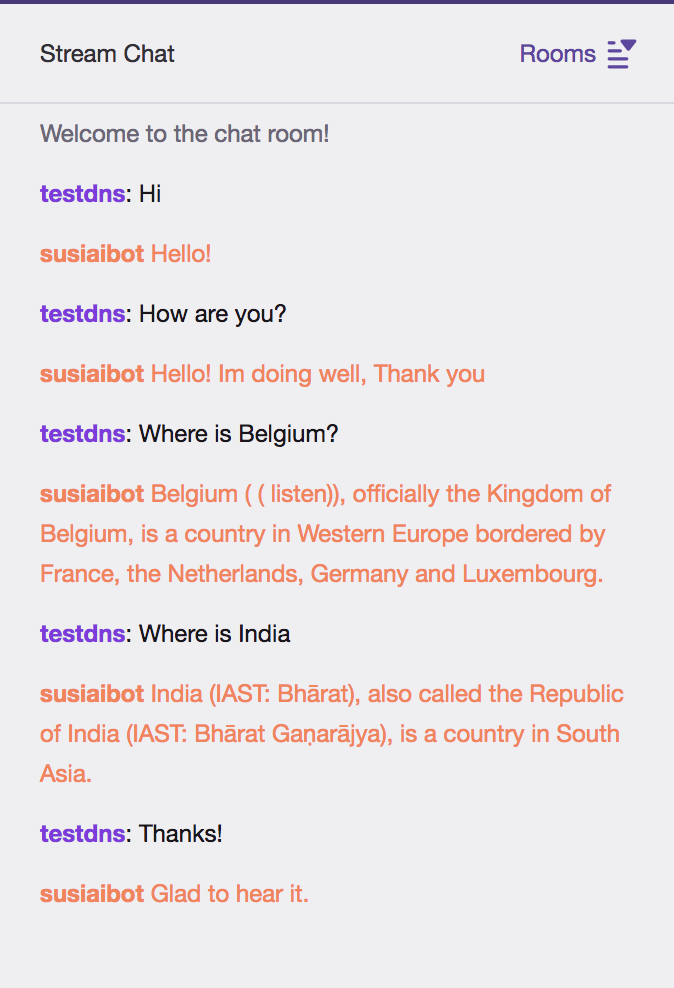 Stream Chat
Rooms
Welcome to the chat room!
testdns: Hi
susiaibot Hello!
testdns: How are you?
susiaibot Hello! Im doing well, Thank you
testdns: Where is Belgium?
susiaibot Belgium ( ( listen)), officially the Kingdom of
Belgium, is a country in Western Europe bordered by
France, the Netherlands, Germany and Luxembourg.
testdns: Where is India
susiaibot India (IAST: Bhārat), also called the Republic
of India (IAST: Bhārat Gaṇarājya), is a country in South
Asia.
testdns: Thanks!
susiaibot Glad to hear it.